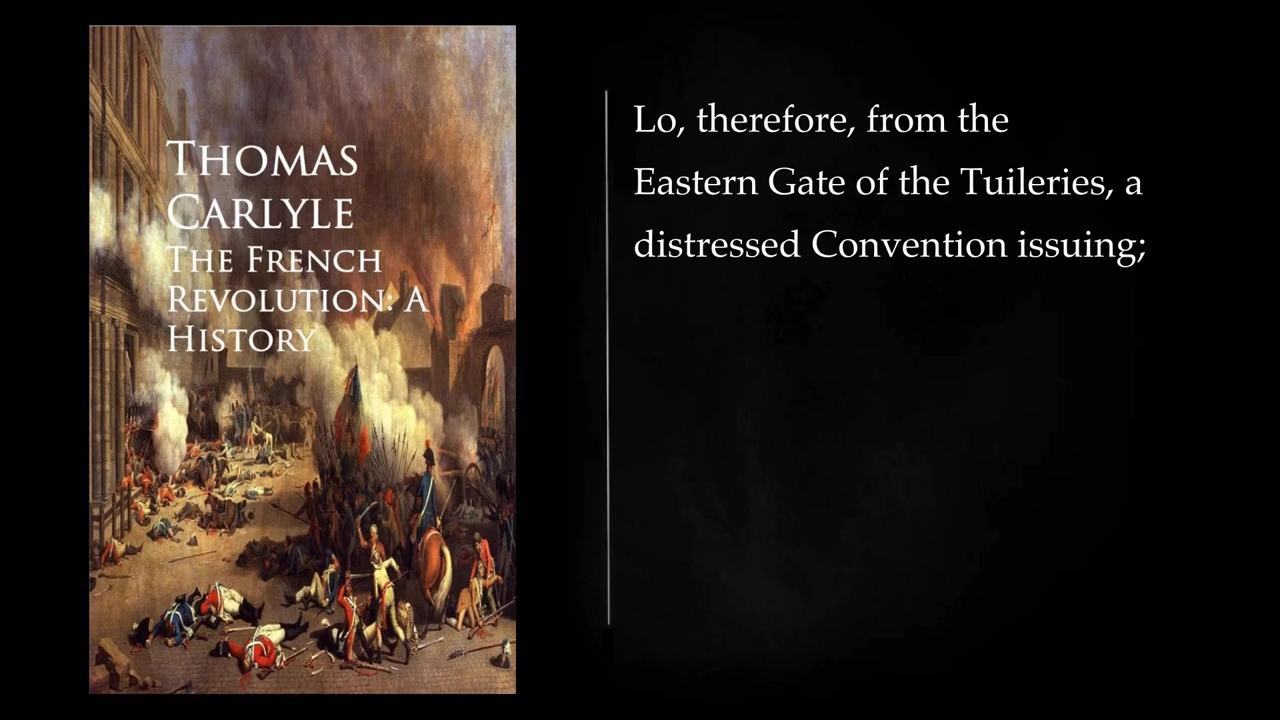 THOMAS
CARLYLE
THE FRENCH
REVOLUTION: A
HISTORY
Lo, therefore, from the
Eastern Gate of the Tuileries, a
distressed Convention issuing;